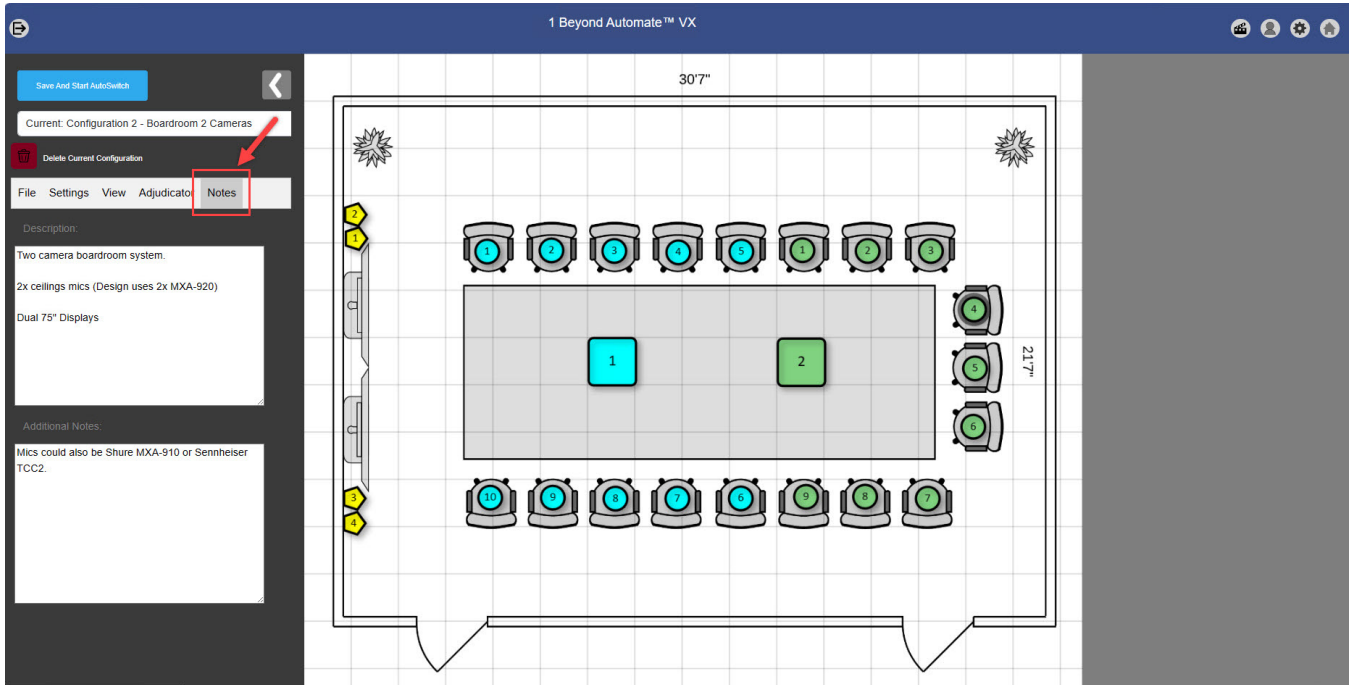 1 Beyond Automate™ VX
Save And Start AutoSwitch
Current: Configuration 2 - Boardroom 2 Cameras
Delete Current Configuration
File Settings View Adjudicator Notes
Description:
Two camera boardroom system.
2x ceilings mics (Design uses 2x MXA-920)
Dual 75" Displays
Additional Notes:
Mics could also be Shure MXA-910 or Sennheiser
TCC2.
30'7"
2
1
1 2 3 4 5 1 2 3
4
1 2
5
21'7"
6
3
4
10 9 8 7 6 9 8 7